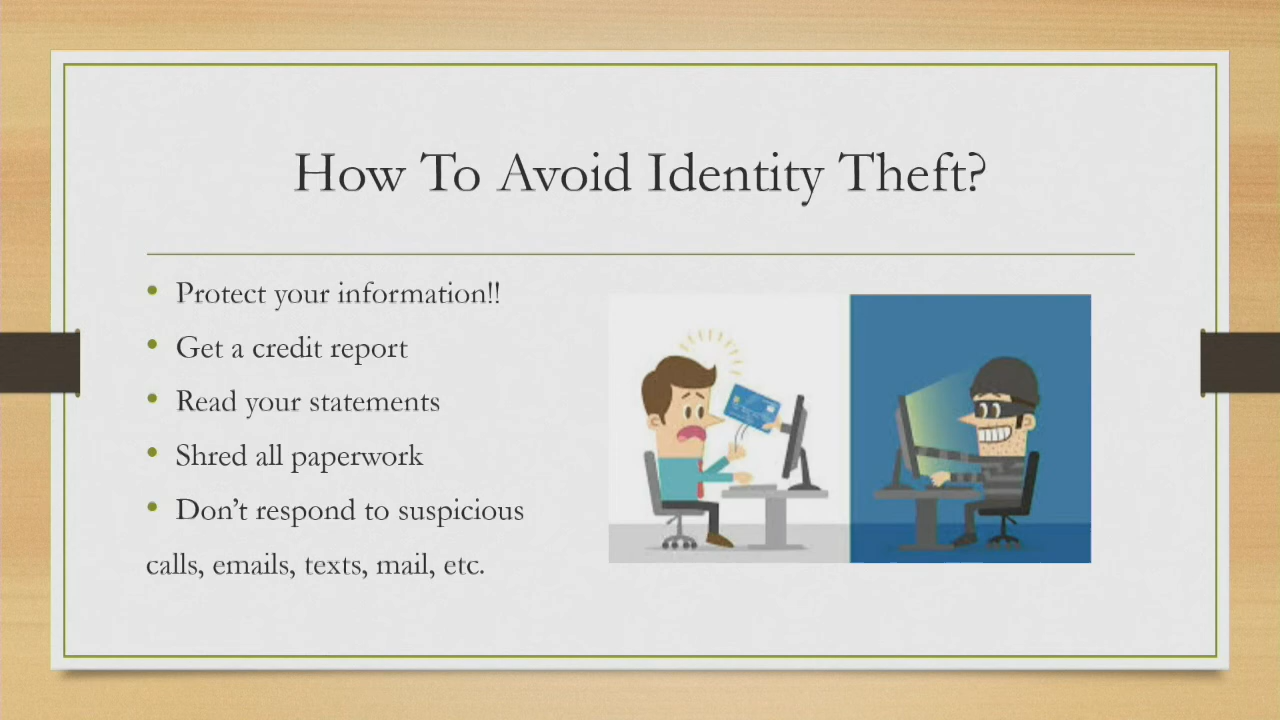 How To Avoid Identity Theft?
• Protect your information!!
• Get a credit report
• Read your statements
• Shred all paperwork
• Don’t respond to suspicious
calls, emails, texts, mail, etc.